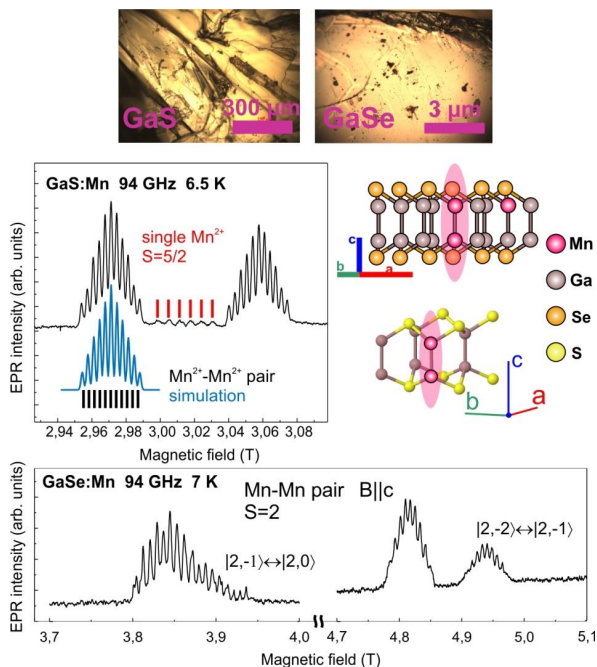 GaS
300 μm
GaSe
3 μm
GaS:Mn 94 GHz 6.5 K
single Mn²⁺
S=5/2
Mn²⁺-Mn²⁺ pair
simulation
EPR intensity (arb. units)
2,94 2,96 2,98 3,00 3,02 3,04 3,06 3,08
Magnetic field (T)
c
b
a
Mn
Ga
Se
S
c
b
a
GaSe:Mn 94 GHz 7 K
Mn-Mn pair B||c
S=2
|2,-1⟩↔|2,0⟩
|2,-2⟩↔|2,-1⟩
EPR intensity (arb. units)
3,7 3,8 3,9 4,0 4,7 4,8 4,9 5,0 5,1
Magnetic field (T)